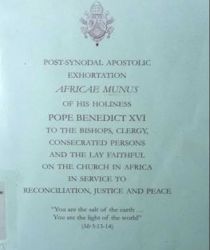 POST-SYNODAL APOSTOLIC
EXHORTATION
AFRICAE MUNUS
OF HIS HOLINESS
POPE BENEDICT XVI
TO THE BISHOPS, CLERGY,
CONSECRATED PERSONS
AND THE LAY FAITHFUL
ON THE CHURCH IN AFRICA
IN SERVICE TO
RECONCILIATION, JUSTICE AND PEACE
"You are the salt of the earth ...
You are the light of the world"
(Mt 5:13-14)